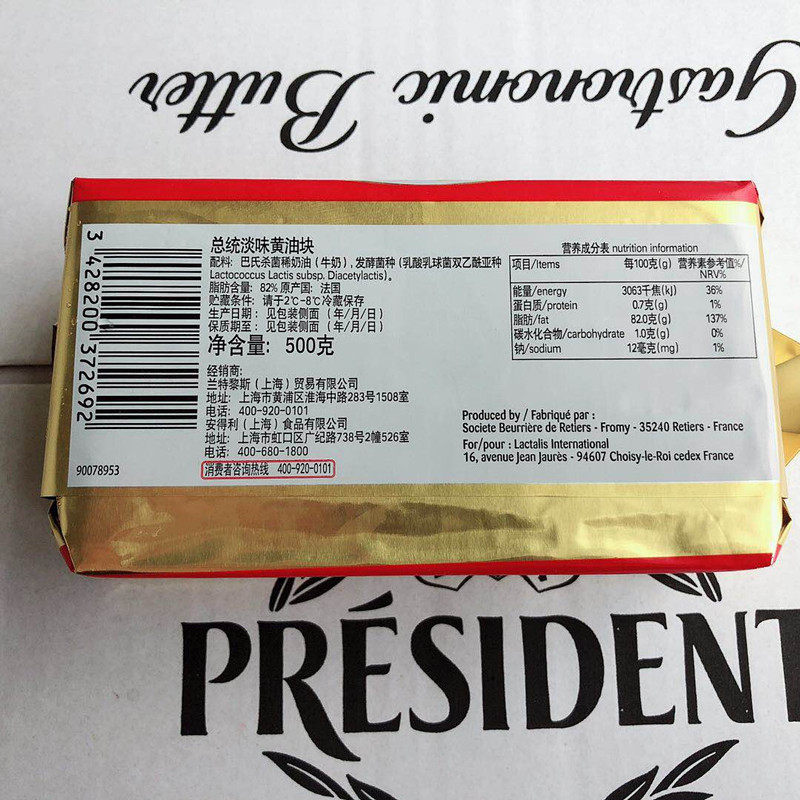 Gastronomic Butter
3 428200 372692
90078953
总统淡味黄油块
配料: 巴氏杀菌稀奶油（牛奶）, 发酵菌种（乳酸乳球菌双乙酰亚种
Lactococcus Lactis subsp. Diacetylactis)。
脂肪含量: 82% 原产国: 法国
贮藏条件: 请于2℃-8℃冷藏保存
生产日期: 见包装侧面（年/月/日）
保质期至: 见包装侧面（年/月/日）
净含量: 500克
经销商:
兰特黎斯（上海）贸易有限公司
地址: 上海市黄浦区淮海中路283号1508室
电话: 400-920-0101
安得利（上海）食品有限公司
地址: 上海市虹口区广纪路738号2幢526室
电话: 400-680-1800
消费者咨询热线 400-920-0101
营养成分表 nutrition information
项目/Items 每100克(g) 营养素参考值%/
NRV%
能量/energy 3063千焦(kJ) 36%
蛋白质/protein 0.7克(g) 1%
脂肪/fat 82.0克(g) 137%
碳水化合物/carbohydrate 1.0克(g) 0%
钠/sodium 12毫克(mg) 1%
Produced by / Fabriqué par :
Societe Beurrière de Retiers - Fromy - 35240 Retiers - France
For/pour : Lactalis International
16, avenue Jean Jaurès - 94607 Choisy-le-Roi cedex France
PRÉSIDENT